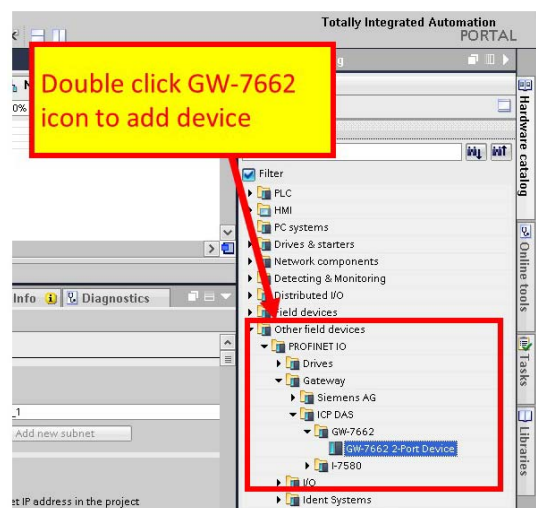 Totally Integrated Automation
PORTAL
Double click GW-7662
icon to add device
Filter
PLC
HMI
PC systems
Drives & starters
Network components
Detecting & Monitoring
Distributed I/O
Field devices
Other field devices
PROFINET IO
Drives
Gateway
Siemens AG
ICP DAS
GW-7662
GW-7662 2-Port Device
I-7580
I/O
Ident Systems
Hardware catalog
Online tools
Tasks
Libraries
Info
Diagnostics
_1
Add new subnet
IP address in the project